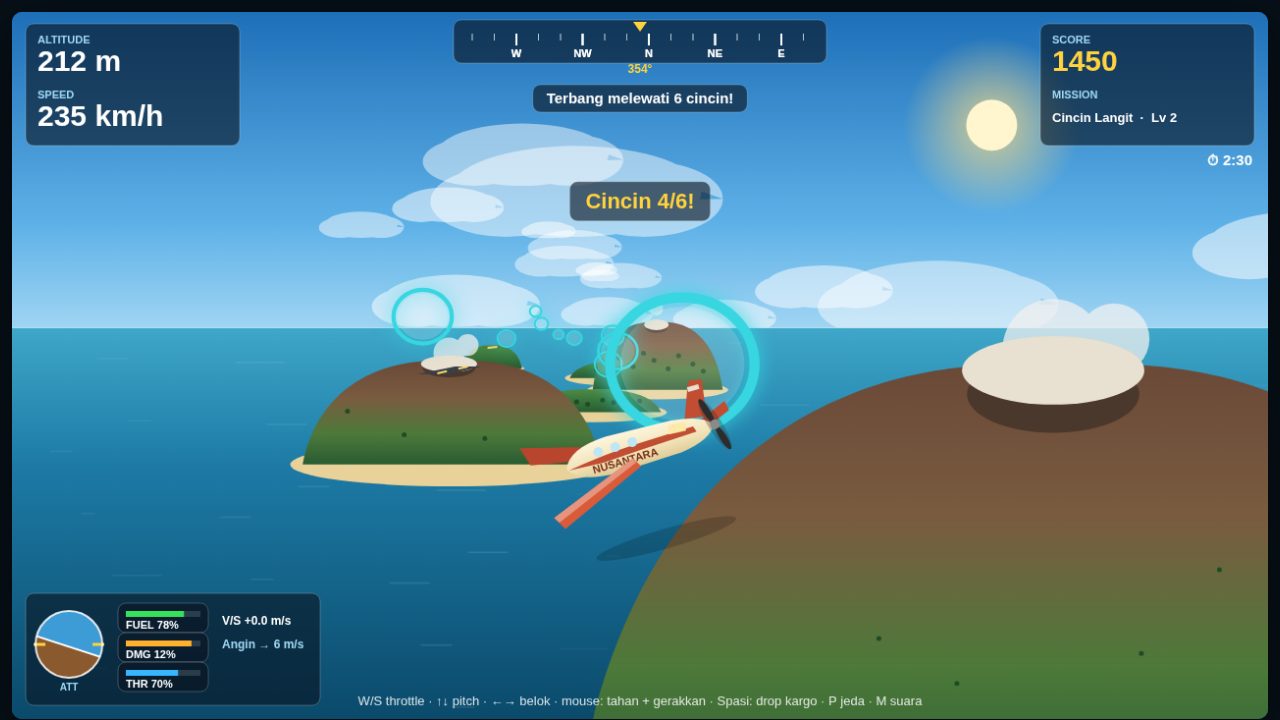 ALTITUDE
212 m
SPEED
235 km/h
W NW N NE E
354°
Terbang melewati 6 cincin!
SCORE
1450
MISSION
Cincin Langit · Lv 2
⏱ 2:30
Cincin 4/6!
NUSANTARA
ATT
FUEL 78%
DMG 12%
THR 70%
V/S +0.0 m/s
Angin → 6 m/s
W/S throttle · ↑↓ pitch · ←→ belok · mouse: tahan + gerakkan · Spasi: drop kargo · P jeda · M suara